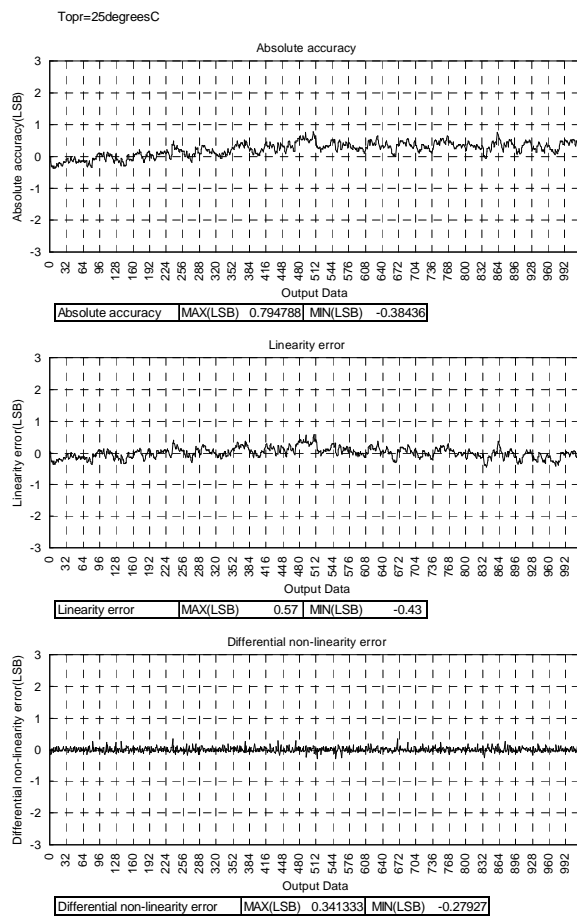 Topr=25degreesC
Absolute accuracy
Absolute accuracy(LSB)
3
2
1
0
-1
-2
-3
0 32 64 96 128 160 192 224 256 288 320 352 384 416 448 480 512 544 576 608 640 672 704 736 768 800 832 864 896 928 960 992
Output Data
Absolute accuracy MAX(LSB) 0.794788 MIN(LSB) -0.38436
Linearity error
Linearity error(LSB)
3
2
1
0
-1
-2
-3
0 32 64 96 128 160 192 224 256 288 320 352 384 416 448 480 512 544 576 608 640 672 704 736 768 800 832 864 896 928 960 992
Output Data
Linearity error MAX(LSB) 0.57 MIN(LSB) -0.43
Differential non-linearity error
Differential non-linearity error(LSB)
3
2
1
0
-1
-2
-3
0 32 64 96 128 160 192 224 256 288 320 352 384 416 448 480 512 544 576 608 640 672 704 736 768 800 832 864 896 928 960 992
Output Data
Differential non-linearity error MAX(LSB) 0.341333 MIN(LSB) -0.27927